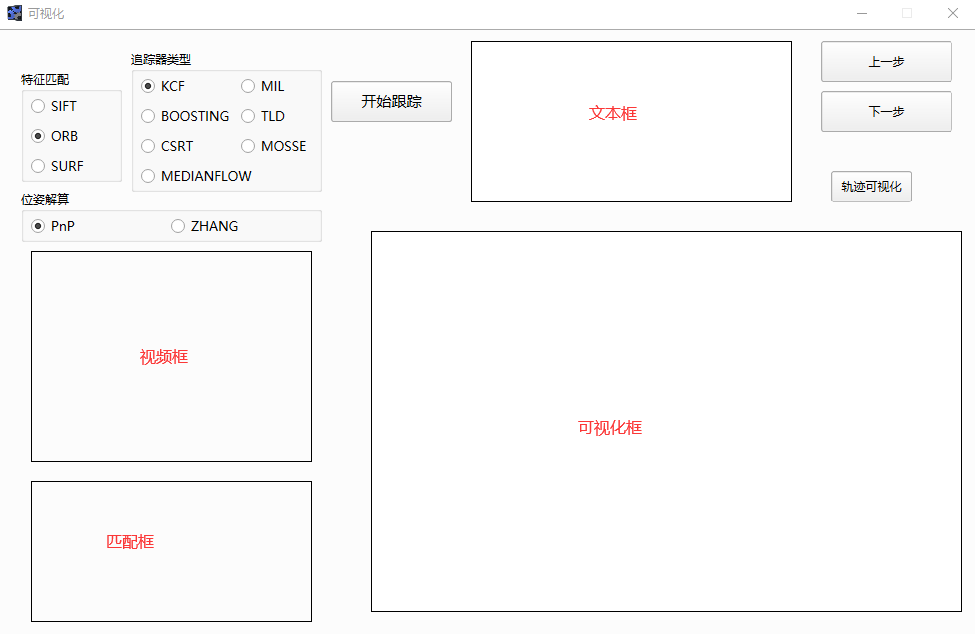 可视化
特征匹配
SIFT
ORB
SURF
追踪器类型
KCF MIL
BOOSTING TLD
CSRT MOSSE
MEDIANFLOW
位姿解算
PnP ZHANG
开始跟踪
文本框
上一步
下一步
轨迹可视化
视频框
匹配框
可视化框